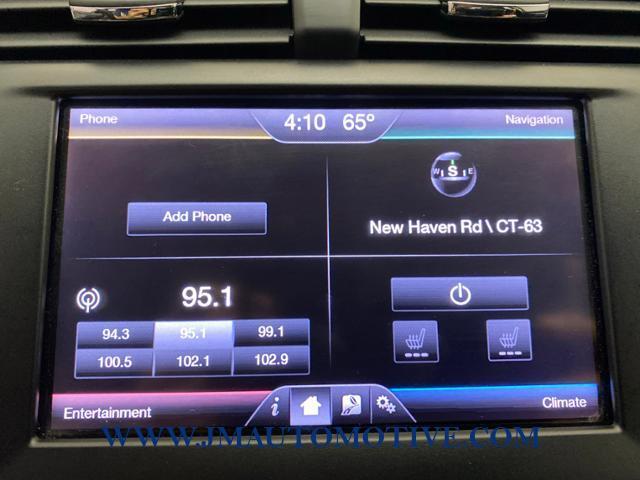 Phone
4:10 65°
Navigation
W S E
Add Phone
New Haven Rd \ CT-63
95.1
94.3 95.1 99.1
100.5 102.1 102.9
i
Entertainment
Climate
WWW.JMAUTOMOTIVE.COM